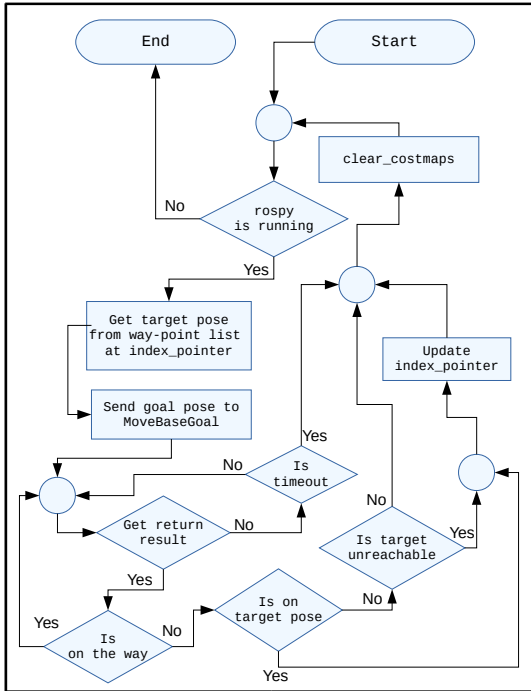 End
Start
clear_costmaps
No
rospy
is running
Yes
Get target pose
from way-point list
at index_pointer
Update
index_pointer
Send goal pose to
MoveBaseGoal
Yes
No
Is
timeout
No
Get return
result
No
Is target
unreachable
Yes
Yes
Is on
target pose
No
Yes
Is
on the way
No
Yes